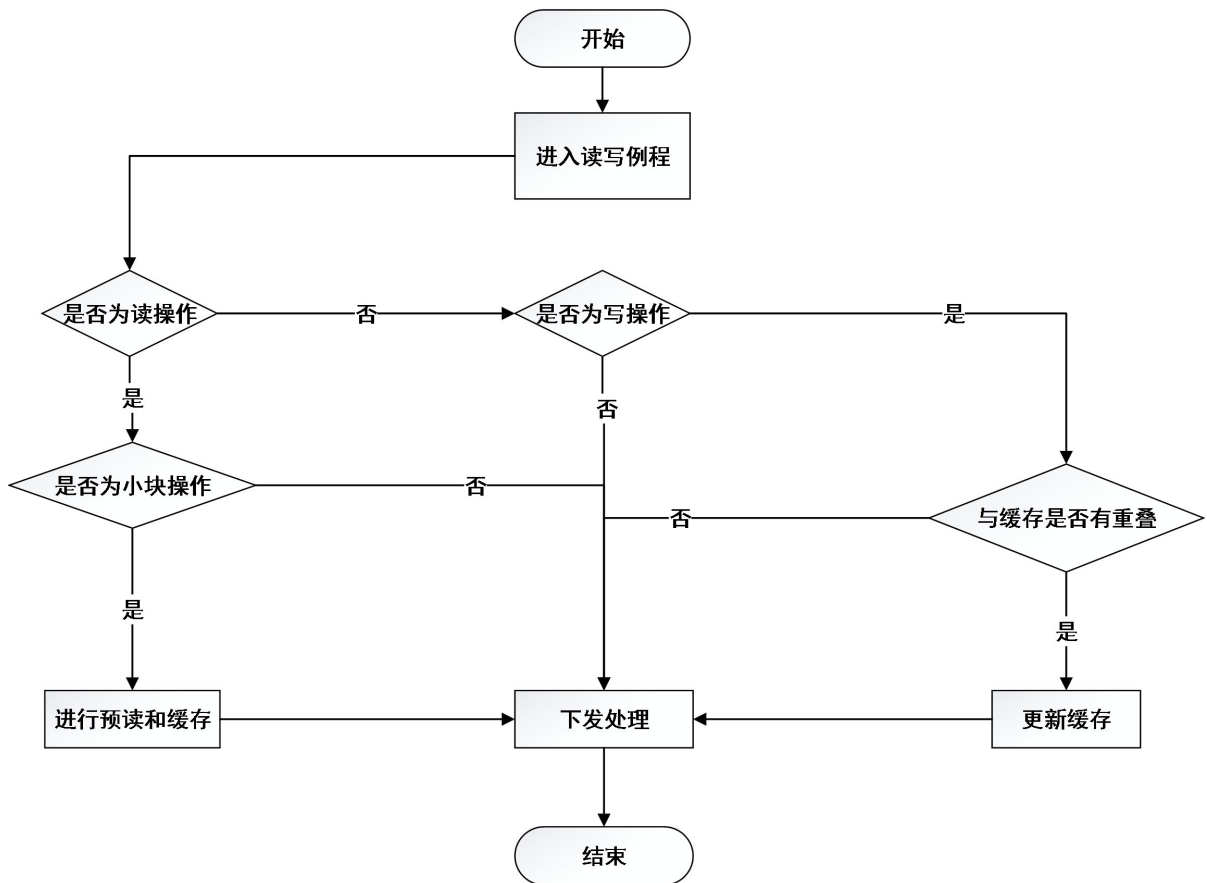 开始
进入读写例程
是否为读操作
否
是否为写操作
是
是
否
是否为小块操作
否
否
与缓存是否有重叠
是
是
进行预读和缓存
下发处理
更新缓存
结束